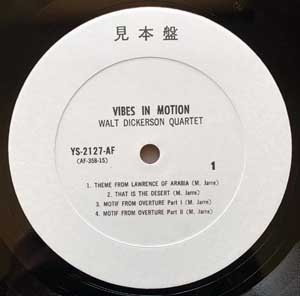 見本盤
VIBES IN MOTION
WALT DICKERSON QUARTET
YS-2127-AF
(AF-358-1S)
1
1. THEME FROM LAWRENCE OF ARABIA (M. Jarre)
2. THAT IS THE DESERT (M. Jarre)
3. MOTIF FROM OVERTURE Part I (M. Jarre)
4. MOTIF FROM OVERTURE Part II (M. Jarre)